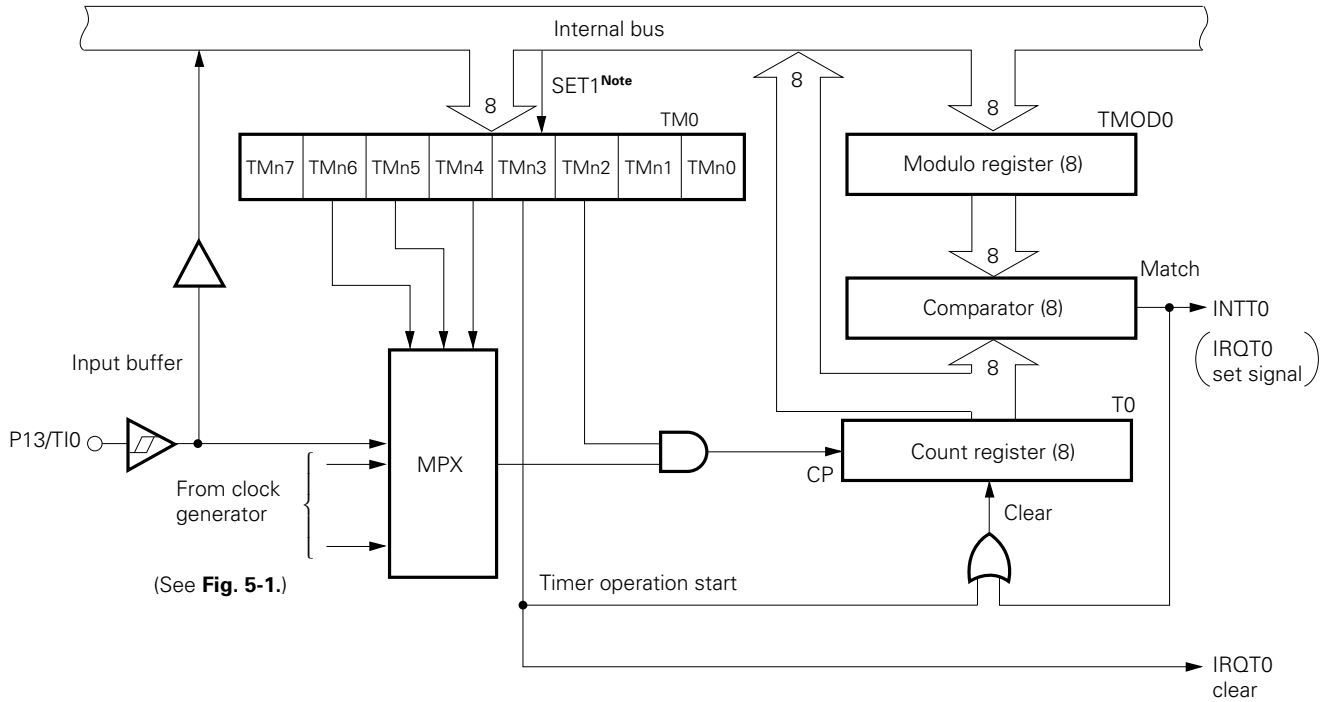 Internal bus
8
SET1Note
8
8
TM0
TMOD0
TMn7 TMn6 TMn5 TMn4 TMn3 TMn2 TMn1 TMn0
Modulo register (8)
8
Match
Comparator (8)
INTT0
(IRQT0
set signal)
8
Input buffer
T0
P13/TI0
MPX
Count register (8)
CP
From clock
generator
Clear
(See Fig. 5-1.)
Timer operation start
IRQT0
clear